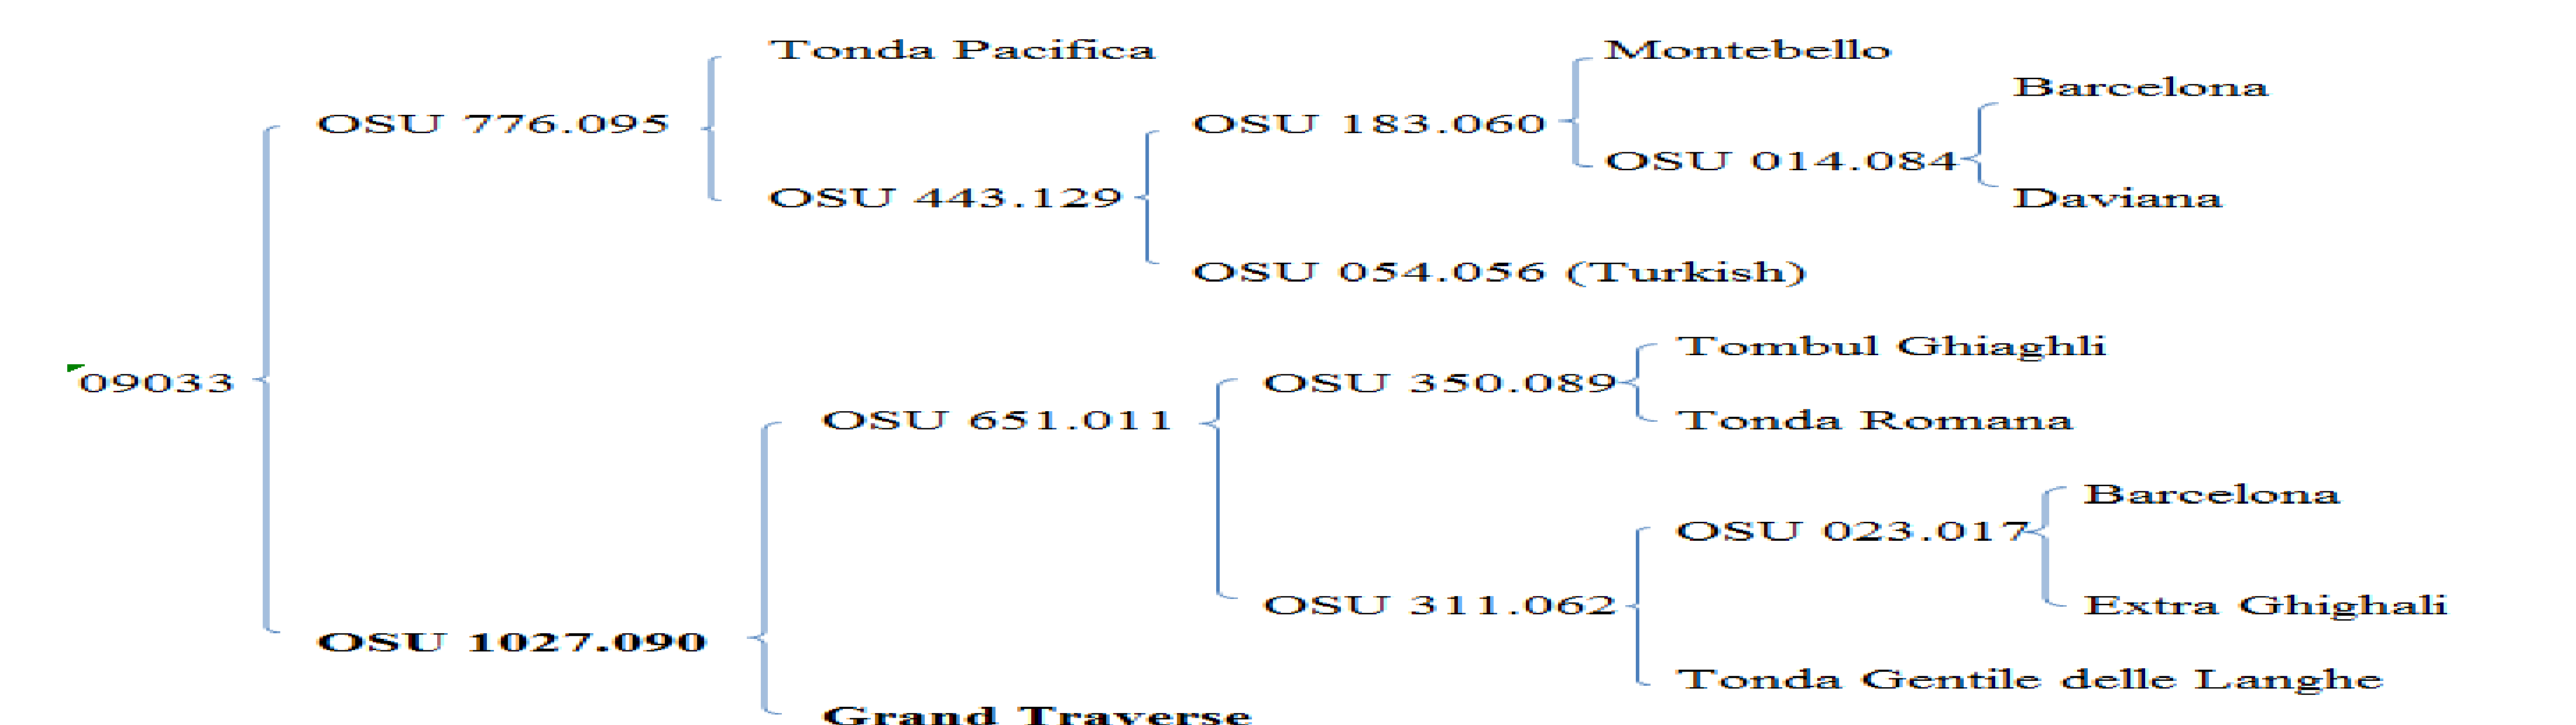 Tonda Pacifica
Montebello
Barcelona
OSU 776.095
OSU 183.060
OSU 014.084
OSU 443.129
Daviana
OSU 054.056 (Turkish)
Tombul Ghiaghli
09033
OSU 350.089
OSU 651.011
Tonda Romana
Barcelona
OSU 023.017
OSU 311.062
Extra Ghighali
OSU 1027.090
Tonda Gentile delle Langhe
Grand Traverse